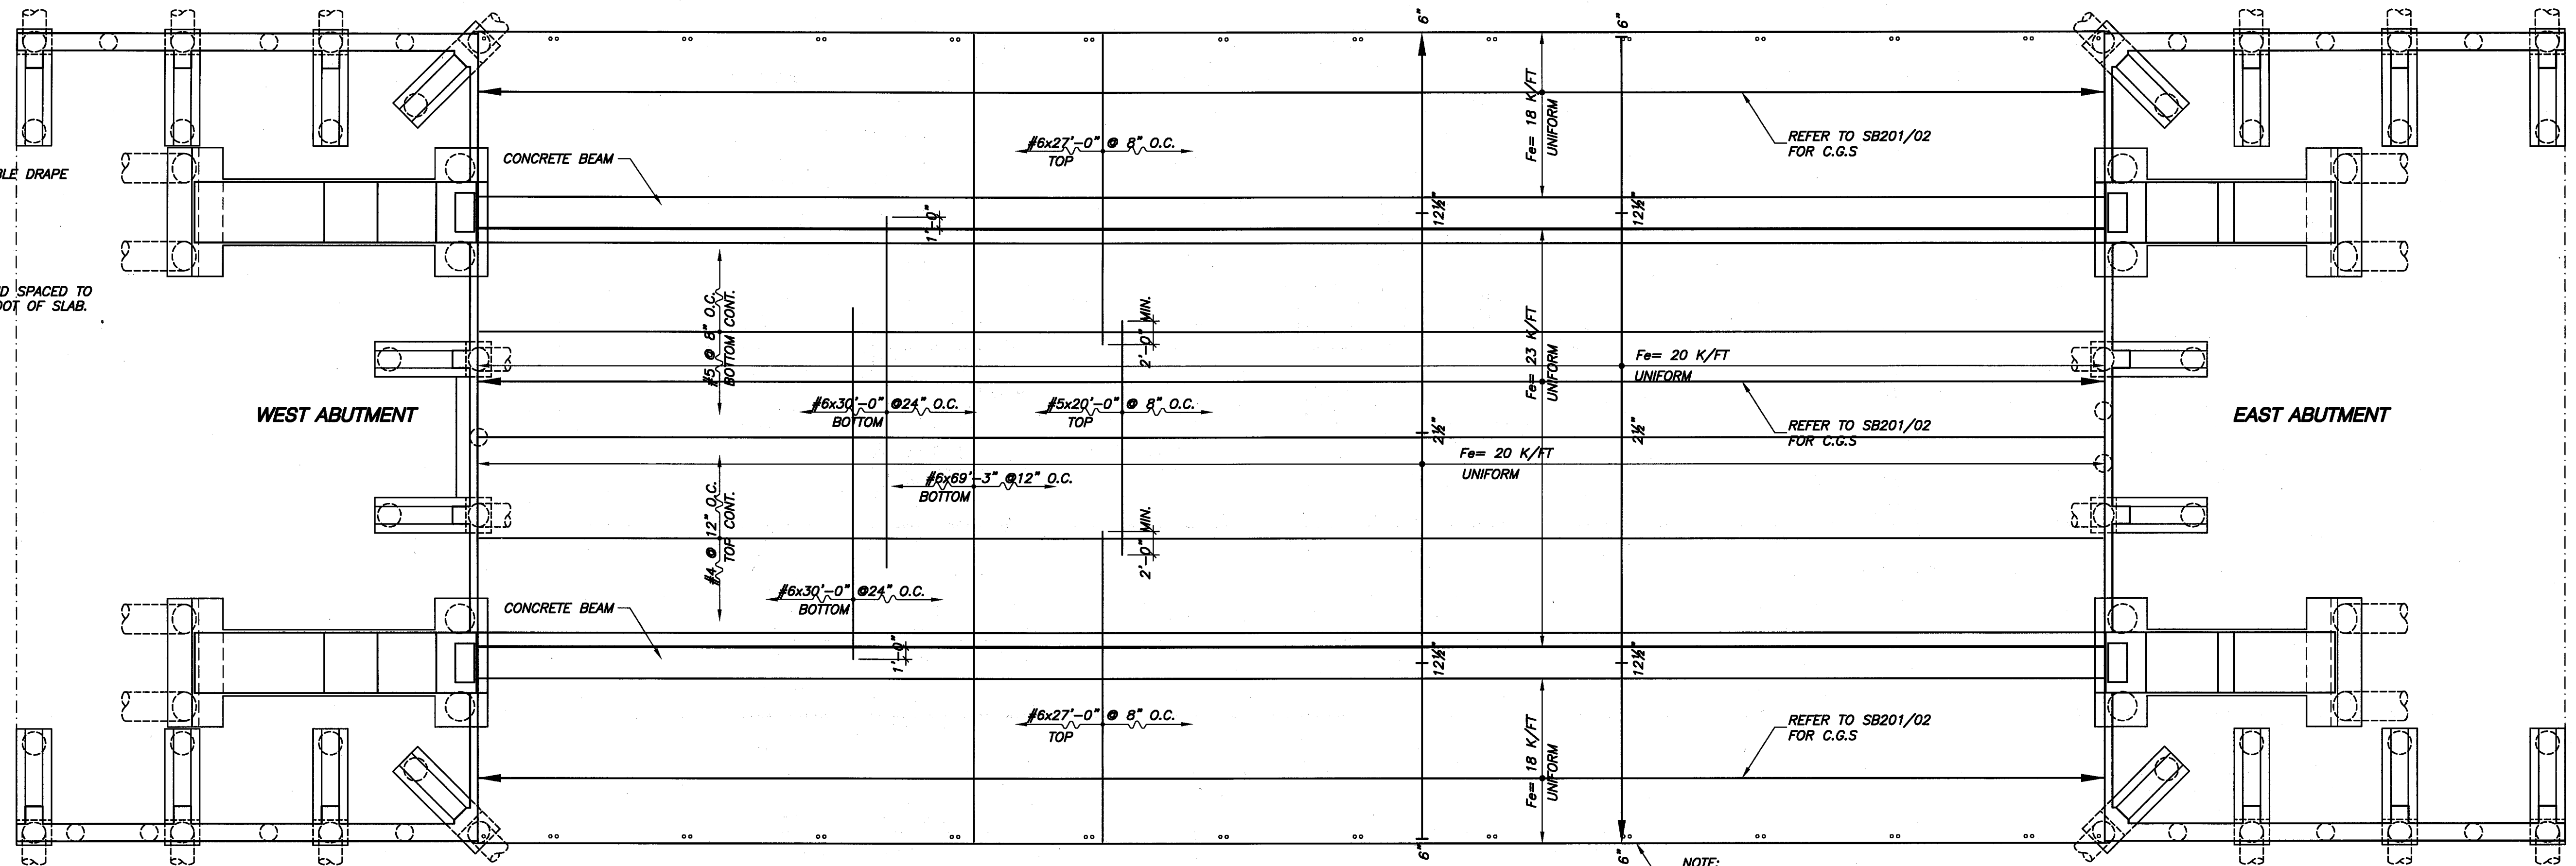 6"
6"
Fe= 18 K/FT
UNIFORM
REFER TO SB201/02
FOR C.G.S
#6x27'-0" @ 8" O.C.
TOP
CONCRETE BEAM
DRAPE
1'-0"
12½"
12½"
SPACED TO
OF SLAB.
#5 @ 8" O.C.
BOTTOM CONT.
2'-0" MIN.
Fe= 23 K/FT
UNIFORM
Fe= 20 K/FT
UNIFORM
WEST ABUTMENT
#6x30'-0" @24" O.C.
BOTTOM
#5x20'-0" @ 8" O.C.
TOP
2½"
2½"
REFER TO SB201/02
FOR C.G.S
EAST ABUTMENT
Fe= 20 K/FT
UNIFORM
#6x69'-3" @12" O.C.
BOTTOM
#4 @ 12" O.C.
TOP CONT.
2'-0" MIN.
#6x30'-0" @24" O.C.
BOTTOM
CONCRETE BEAM
1'-0"
12½"
12½"
#6x27'-0" @ 8" O.C.
TOP
Fe= 18 K/FT
UNIFORM
REFER TO SB201/02
FOR C.G.S
6"
6"
NOTE: